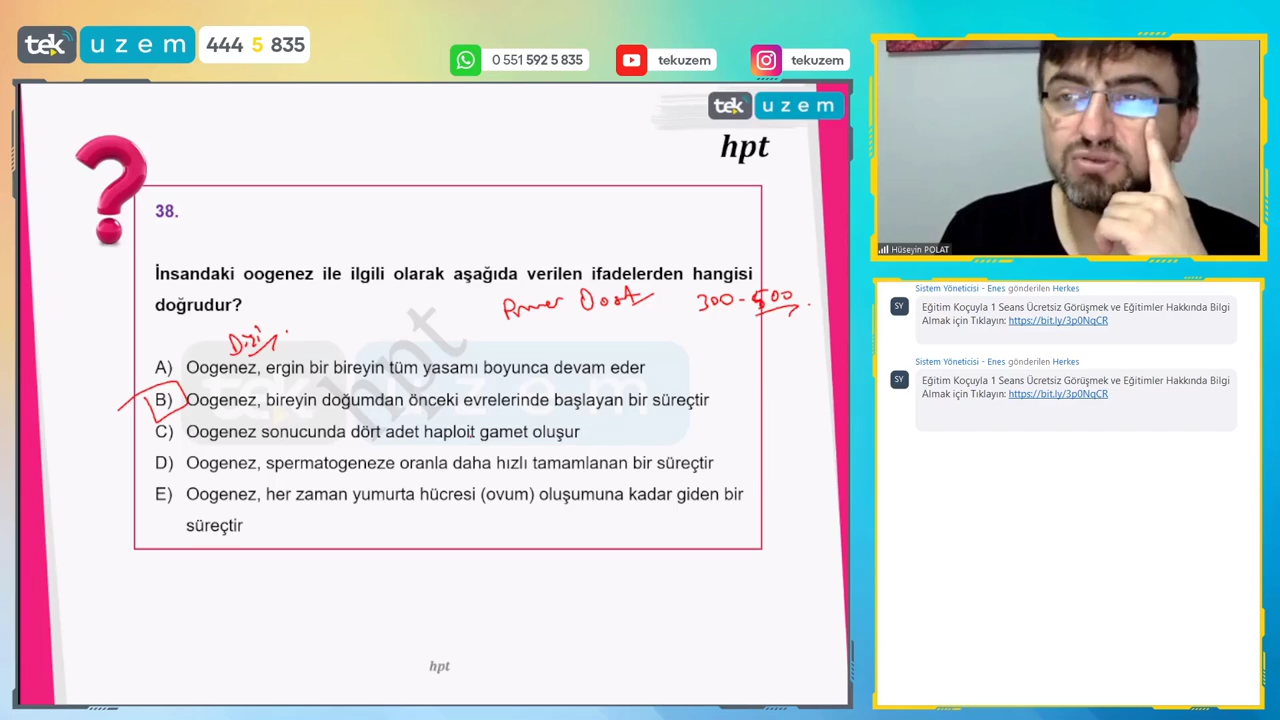 tek uzem 444 5 835
0 551 592 5 835
tekuzem
tekuzem
tek uzem
hpt
38.
İnsandaki oogenez ile ilgili olarak aşağıda verilen ifadelerden hangisi
doğrudur?
300-500
Dişi
A) Oogenez, ergin bir bireyin tüm yasamı boyunca devam eder
B) Oogenez, bireyin doğumdan önceki evrelerinde başlayan bir süreçtir
C) Oogenez sonucunda dört adet haploit gamet oluşur
D) Oogenez, spermatogeneze oranla daha hızlı tamamlanan bir süreçtir
E) Oogenez, her zaman yumurta hücresi (ovum) oluşumuna kadar giden bir
süreçtir
hpt
tekuzem
hpt
Hüseyin POLAT
Sistem Yöneticisi - Enes gönderilen Herkes
SY
Eğitim Koçuyla 1 Seans Ücretsiz Görüşmek ve Eğitimler Hakkında Bilgi
Almak için Tıklayın: https://bit.ly/3p0NqCR
Sistem Yöneticisi - Enes gönderilen Herkes
SY
Eğitim Koçuyla 1 Seans Ücretsiz Görüşmek ve Eğitimler Hakkında Bilgi
Almak için Tıklayın: https://bit.ly/3p0NqCR